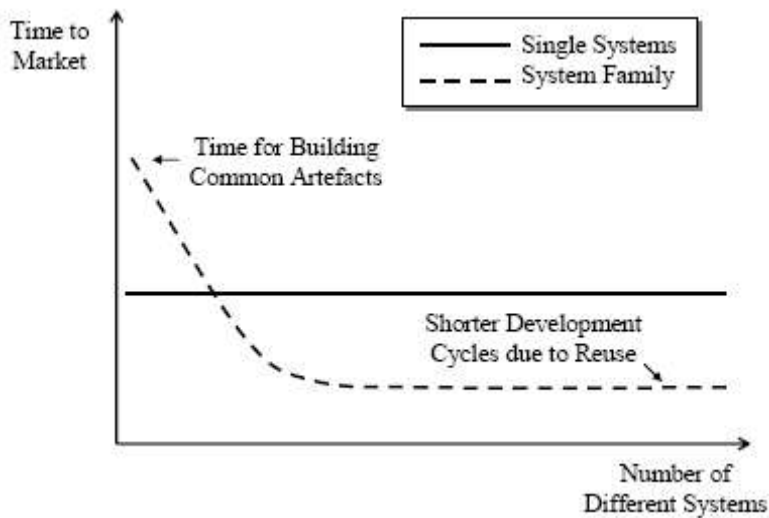 Time to
Market
Single Systems
System Family
Time for Building
Common Artefacts
Shorter Development
Cycles due to Reuse
Number of
Different Systems